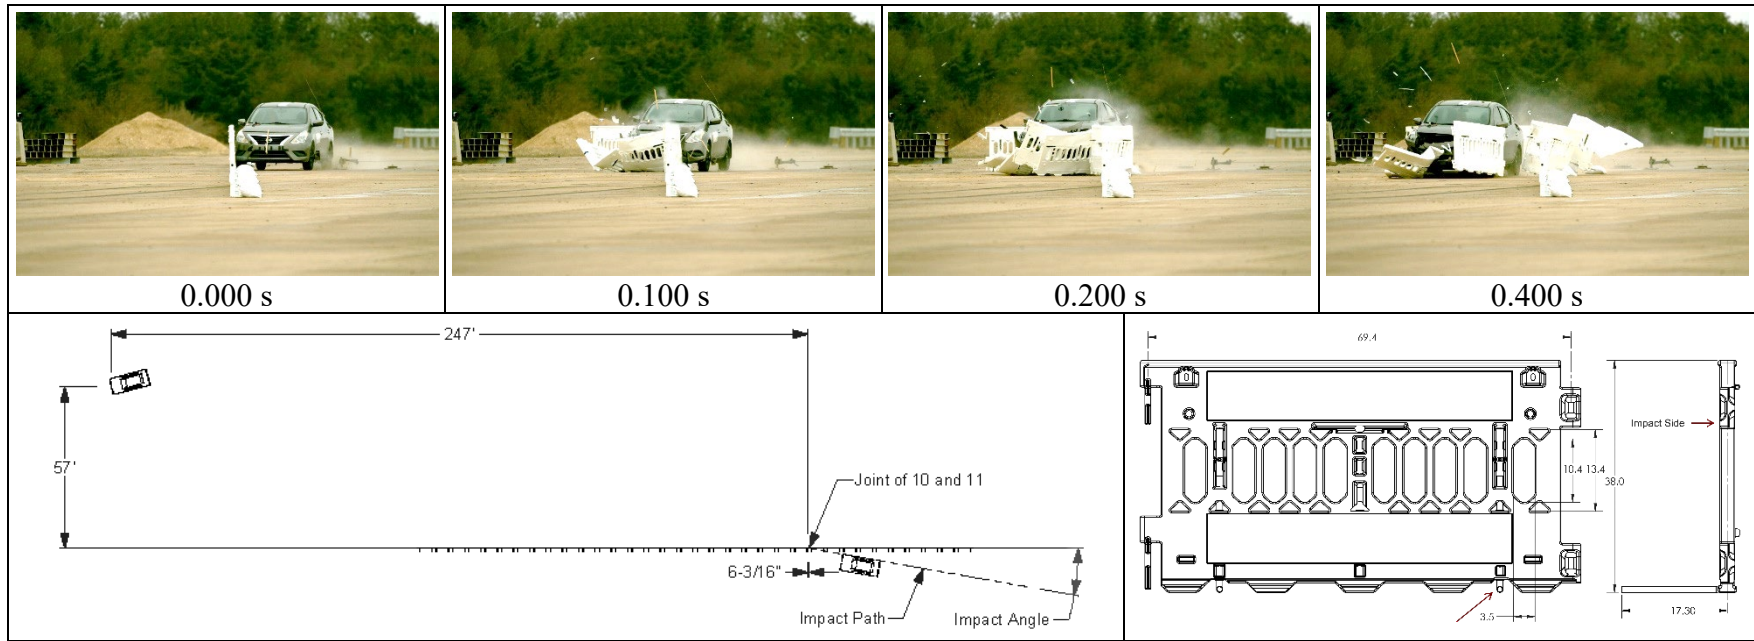 0.000 s
0.100 s
0.200 s
0.400 s
247'
57'
Joint of 10 and 11
6-3/16"
Impact Path
Impact Angle
69.4
Impact Side
10.4
13.4
38.0
3.5
17.30